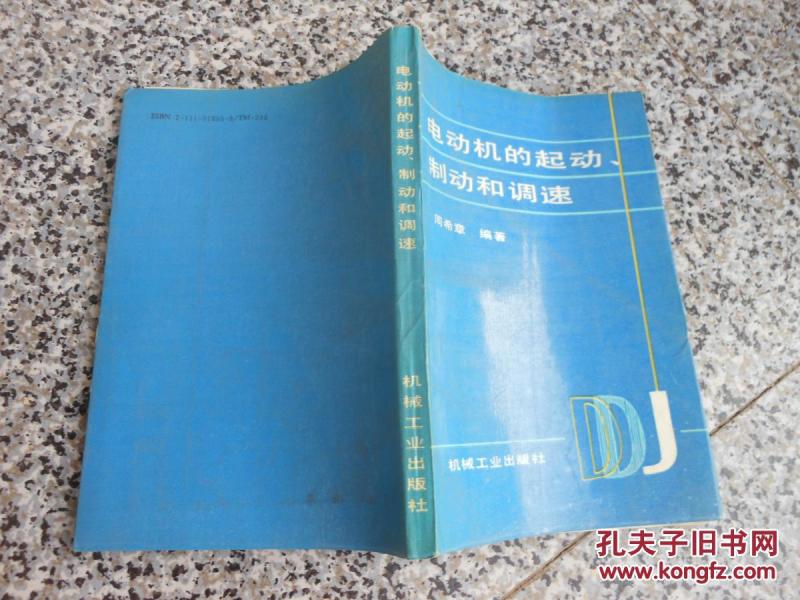 电动机的起动、
制动和调速
周希章 编著
机械工业出版社
DDDJ
电动机的起动、制动和调速
机械工业出版社
孔夫子旧书网
www.kongfz.com